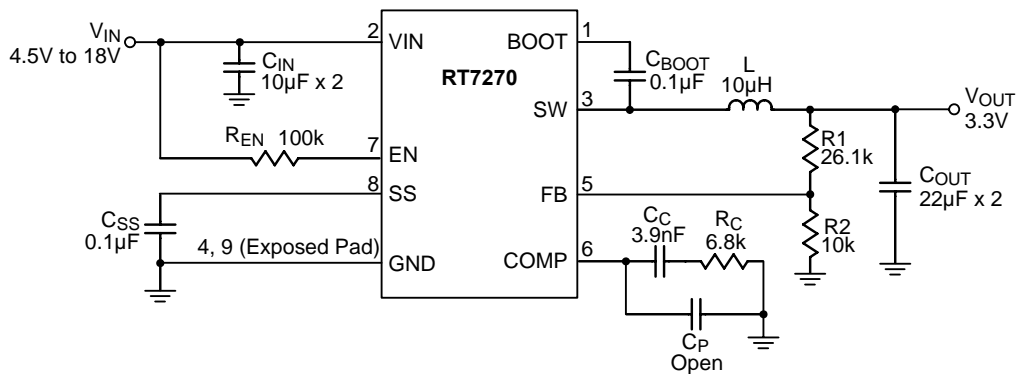 VIN
4.5V to 18V
CIN
10µF x 2
REN 100k
CSS
0.1µF
4, 9 (Exposed Pad)
2
7
8
VIN
EN
SS
GND
RT7270
BOOT
SW
FB
COMP
1
3
5
6
CBOOT
0.1µF
L
10µH
VOUT
3.3V
R1
26.1k
COUT
22µF x 2
R2
10k
CC
3.9nF
RC
6.8k
CP
Open